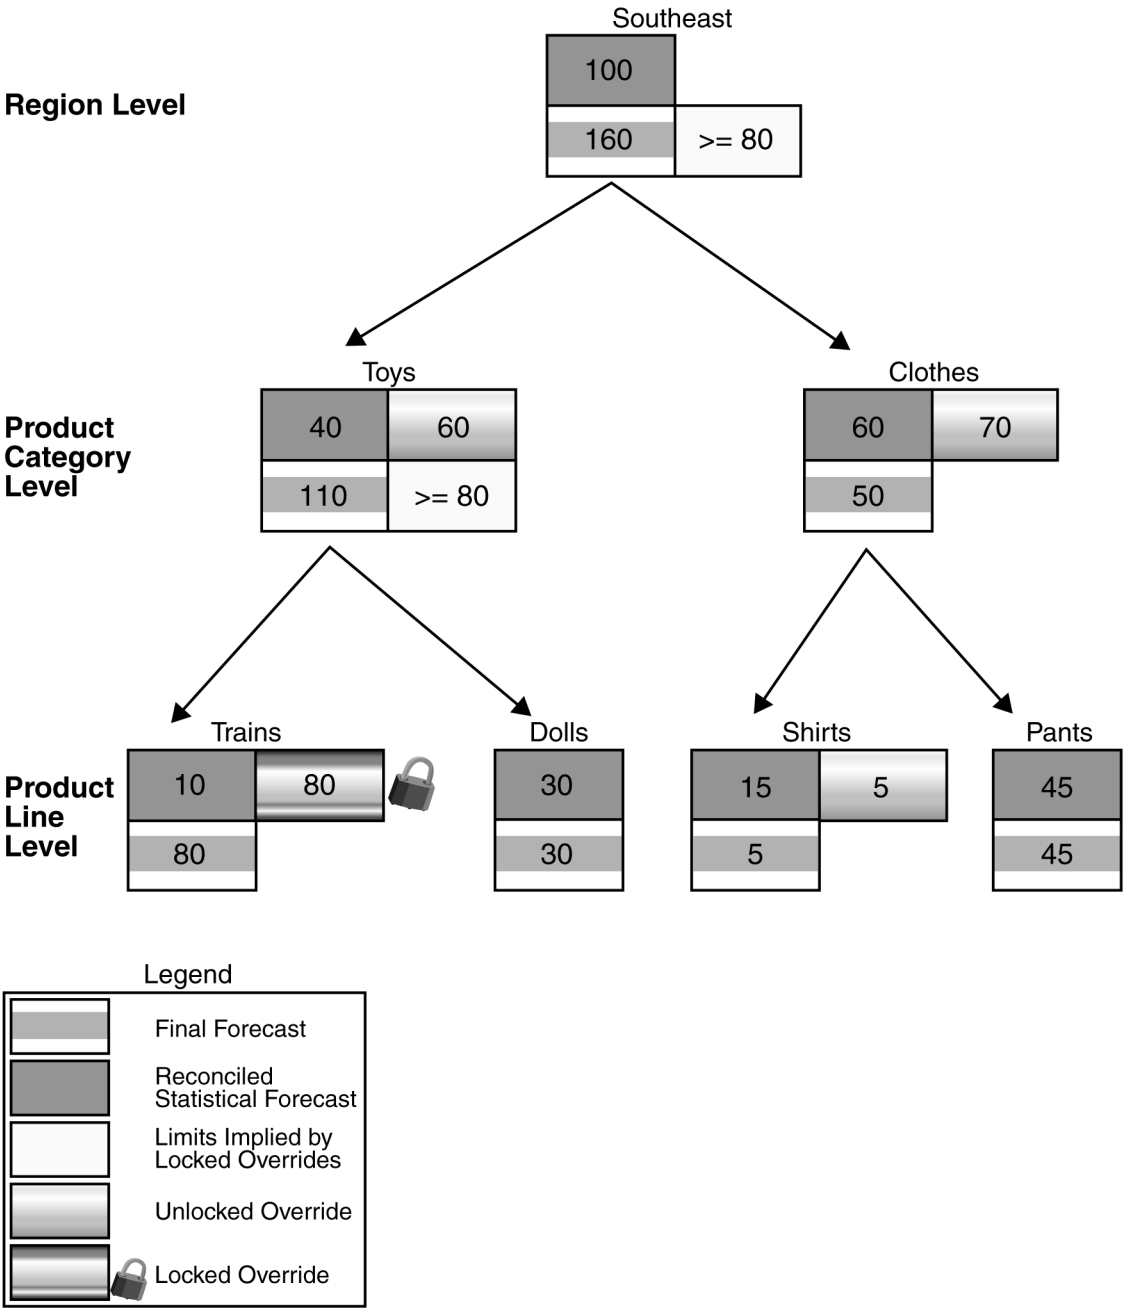 Southeast
100
Region Level
160
>= 80
Toys
Clothes
Product
Category
Level
40
60
60
70
110
>= 80
50
Trains
Dolls
Shirts
Pants
Product
Line
Level
10
80
30
15
5
45
80
30
5
45
Legend
Final Forecast
Reconciled
Statistical Forecast
Limits Implied by
Locked Overrides
Unlocked Override
Locked Override